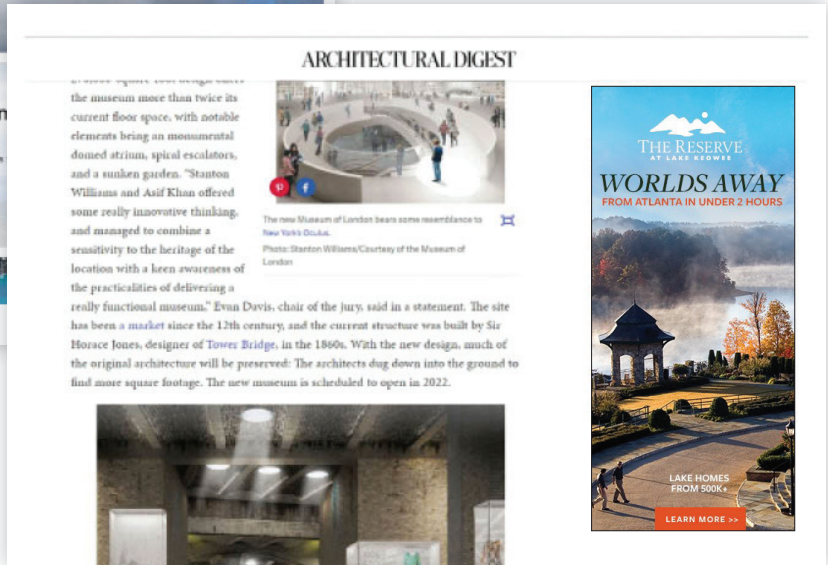 ARCHITECTURAL DIGEST
the museum more than twice its
current floor space, with notable
elements being an monumental
domed atrium, spiral escalators,
and a sunken garden. "Stanton
Williams and Asif Khan offered
some really innovative thinking,
and managed to combine a
sensitivity to the heritage of the
location with a keen awareness of
the practicalities of delivering a
really functional museum," Evan Davis, chair of the jury, said in a statement. The site
has been a market since the 12th century, and the current structure was built by Sir
Horace Jones, designer of Tower Bridge, in the 1860s. With the new design, much of
the original architecture will be preserved: The architects dug down into the ground to
find more square footage. The new museum is scheduled to open in 2022.
The new Museum of London bears some resemblance to
New York's Oculus.
Photo: Stanton Williams/Courtesy of the Museum of
London
THE RESERVE
AT LAKE KEOWEE
WORLDS AWAY
FROM ATLANTA IN UNDER 2 HOURS
LAKE HOMES
FROM 500K+
LEARN MORE >>